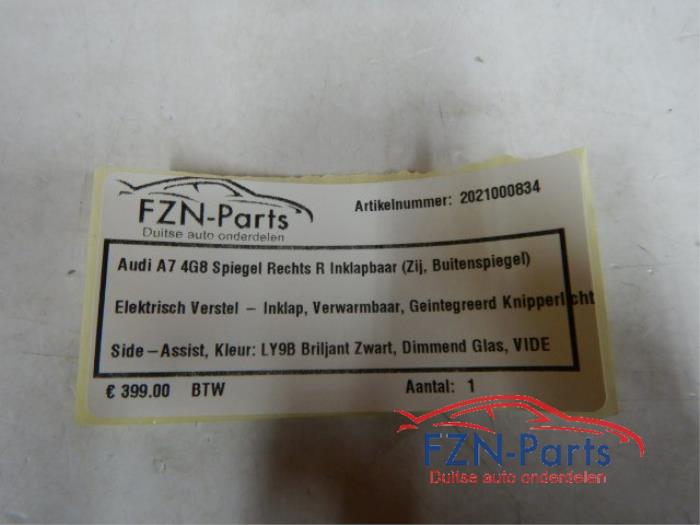 FZN-Parts
Duitse auto onderdelen
Artikelnummer: 2021000834
Audi A7 4G8 Spiegel Rechts R Inklapbaar (Zij, Buitenspiegel)
Elektrisch Verstel – Inklap, Verwarmbaar, Geintegreerd Knipperlicht
Side –Assist, Kleur: LY9B Briljant Zwart, Dimmend Glas, VIDE
€ 399.00 BTW Aantal: 1
FZN-Parts
Duitse auto onderdelen